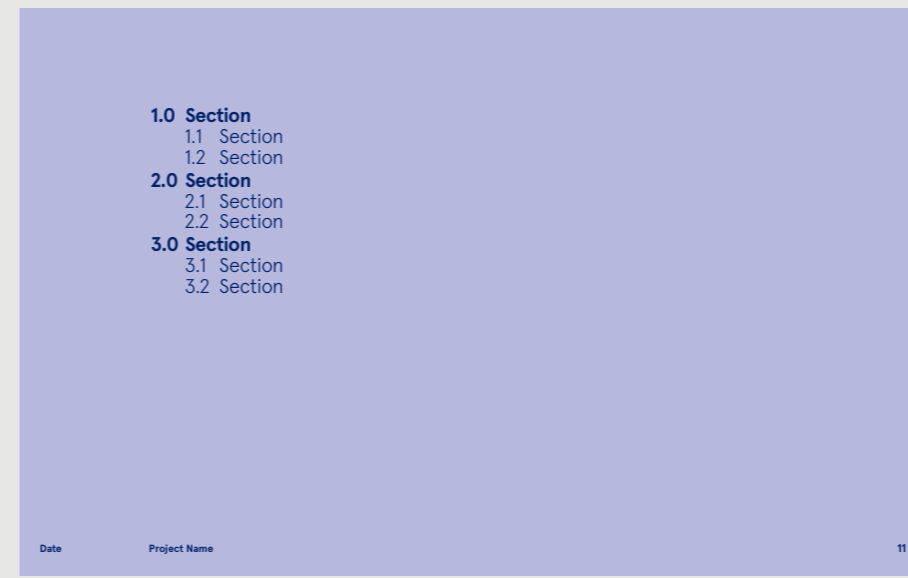 1.0 Section
1.1 Section
1.2 Section
2.0 Section
2.1 Section
2.2 Section
3.0 Section
3.1 Section
3.2 Section
Date Project Name 11